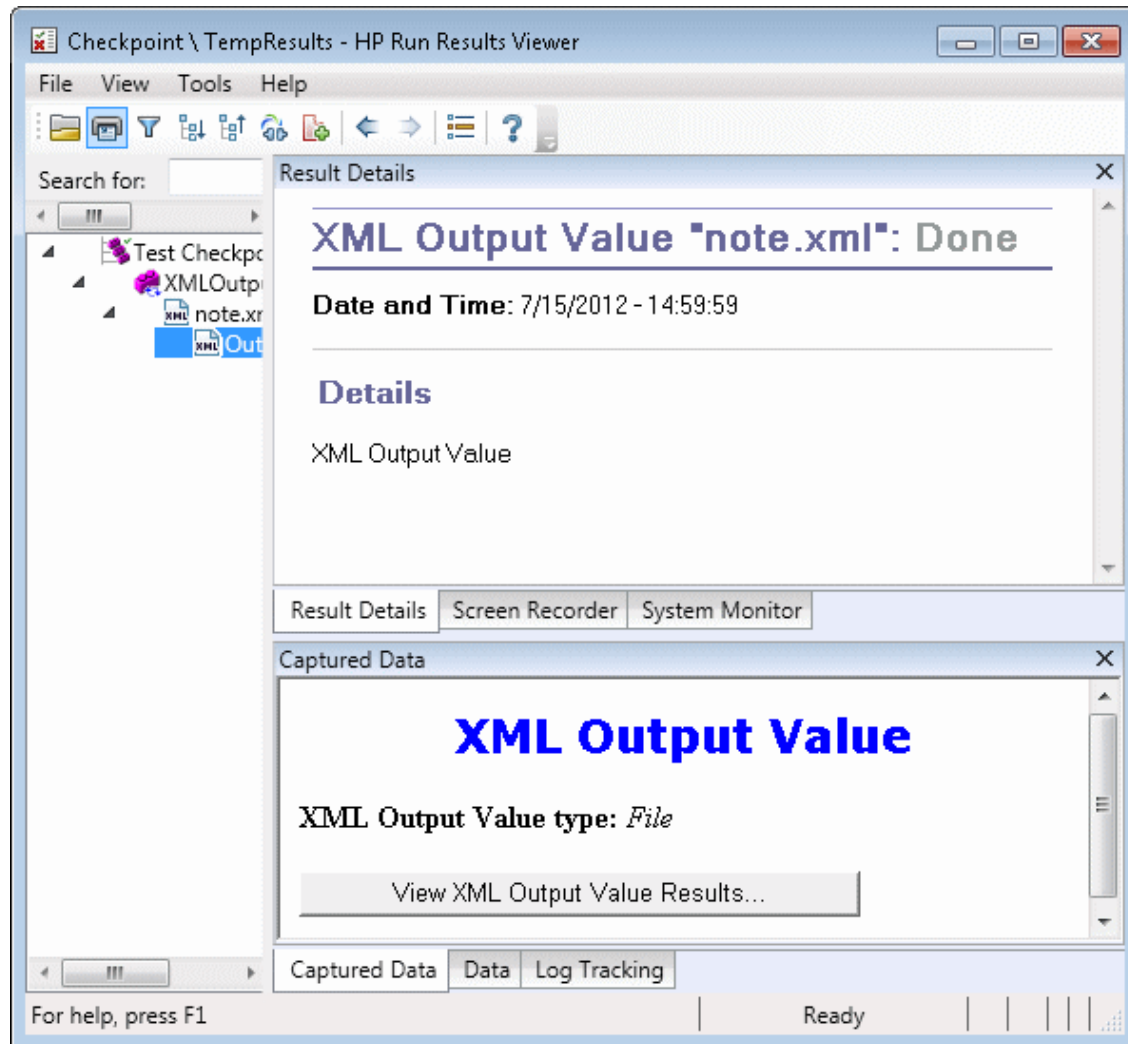 Checkpoint \ TempResults - HP Run Results Viewer
File View Tools Help
Search for:
Test Checkpo
XMLOutp
note.xr
Out
Result Details
XML Output Value "note.xml": Done
Date and Time: 7/15/2012 - 14:59:59
Details
XML Output Value
Result Details Screen Recorder System Monitor
Captured Data
XML Output Value
XML Output Value type: File
View XML Output Value Results...
Captured Data Data Log Tracking
For help, press F1 Ready